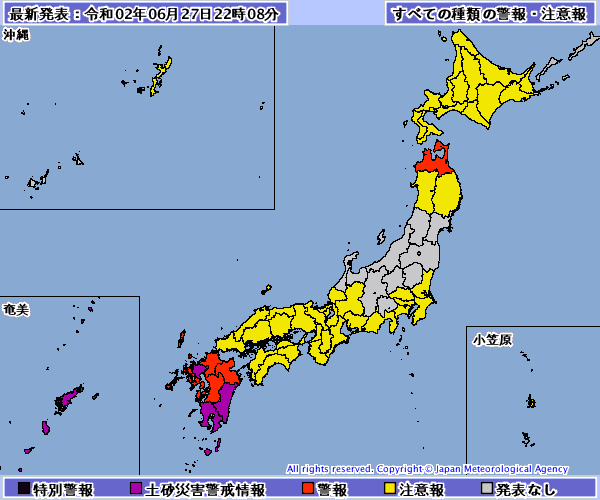 最新発表：令和02年06月27日22時08分
すべての種類の警報・注意報
沖縄
奄美
小笠原
All rights reserved. Copyright © Japan Meteorological Agency
特別警報 土砂災害警戒情報 警報 注意報 発表なし